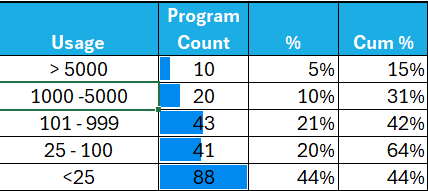 Usage Program Count % Cum %
> 5000 10 5% 15%
1000 -5000 20 10% 31%
101 - 999 43 21% 42%
25 - 100 41 20% 64%
<25 88 44% 44%